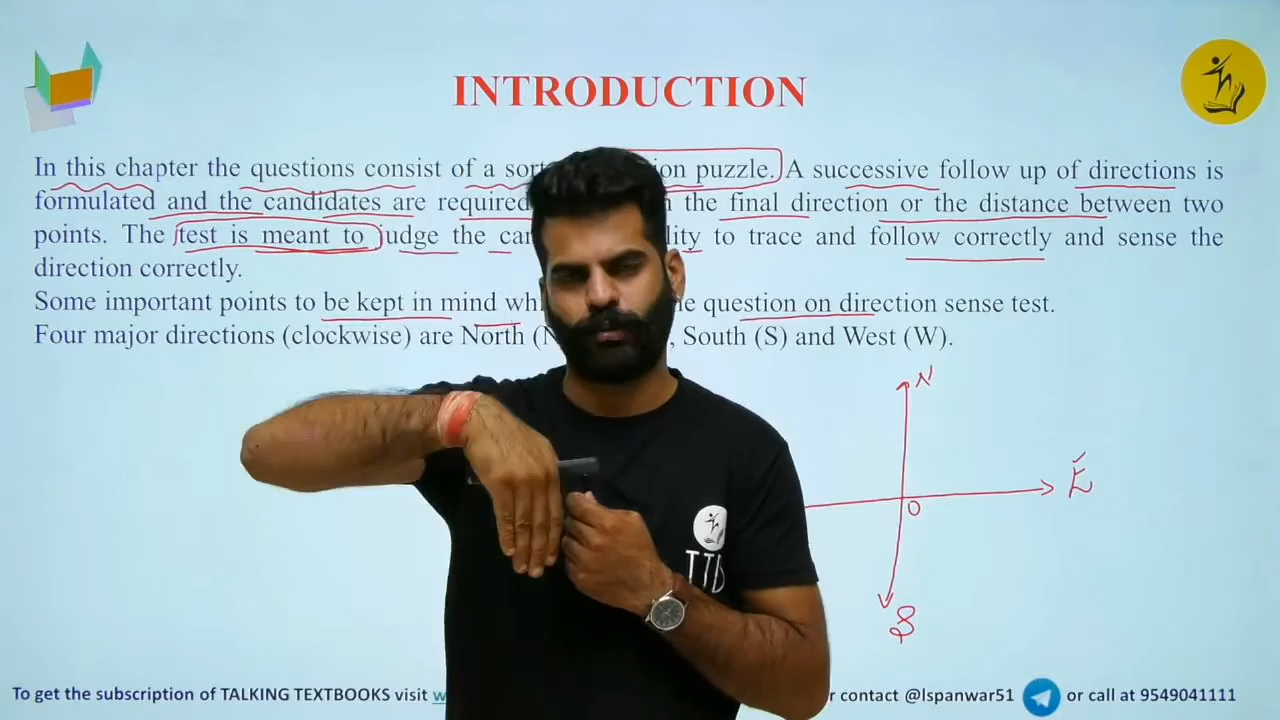 INTRODUCTION
In this chapter the questions consist of a sort ion puzzle. A successive follow up of directions is
formulated and the candidates are required the final direction or the distance between two
points. The test is meant to judge the to trace and follow correctly and sense the
direction correctly.
Some important points to be kept in mind question on direction sense test.
Four major directions (clockwise) are North South (S) and West (W).
N
E
O
S
TTB
To get the subscription of TALKING TEXTBOOKS visit contact @lspanwar51 or call at 9549041111